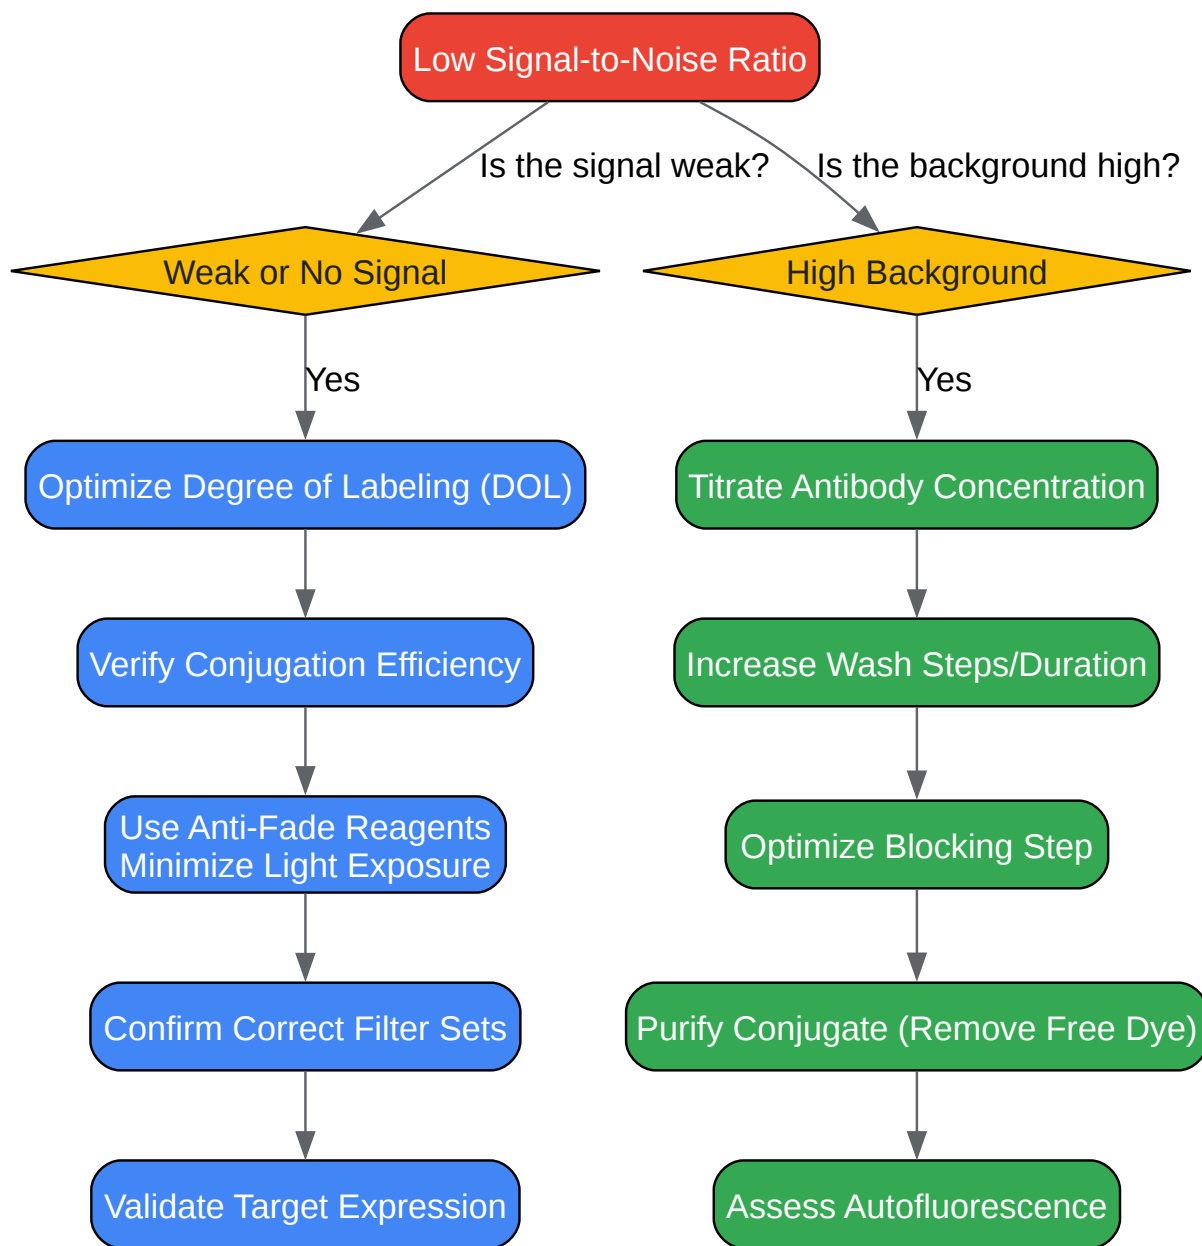 Low Signal-to-Noise Ratio
Is the signal weak?
Is the background high?
Weak or No Signal
High Background
Yes
Yes
Optimize Degree of Labeling (DOL)
Titrate Antibody Concentration
Verify Conjugation Efficiency
Increase Wash Steps/Duration
Use Anti-Fade Reagents
Minimize Light Exposure
Optimize Blocking Step
Confirm Correct Filter Sets
Purify Conjugate (Remove Free Dye)
Validate Target Expression
Assess Autofluorescence